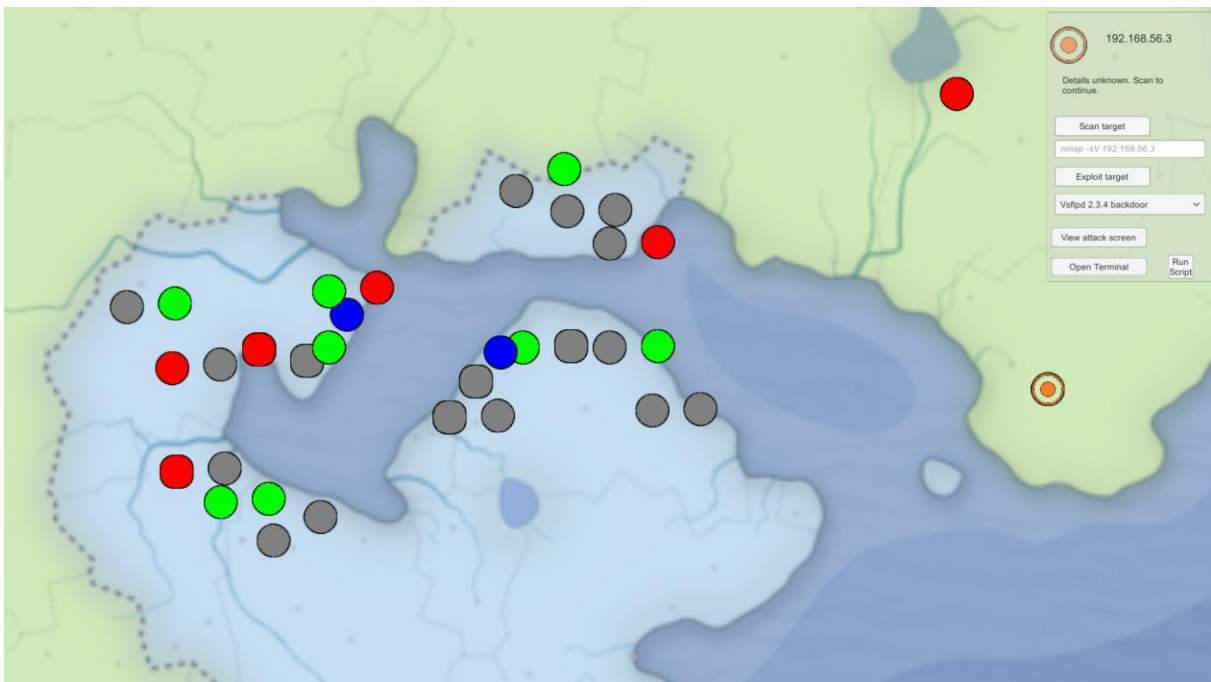 192.168.56.3
Details unknown. Scan to
continue.
Scan target
nmap -sV 192.168.56.3
Exploit target
Vsftpd 2.3.4 backdoor
View attack screen
Open Terminal
Run
Script